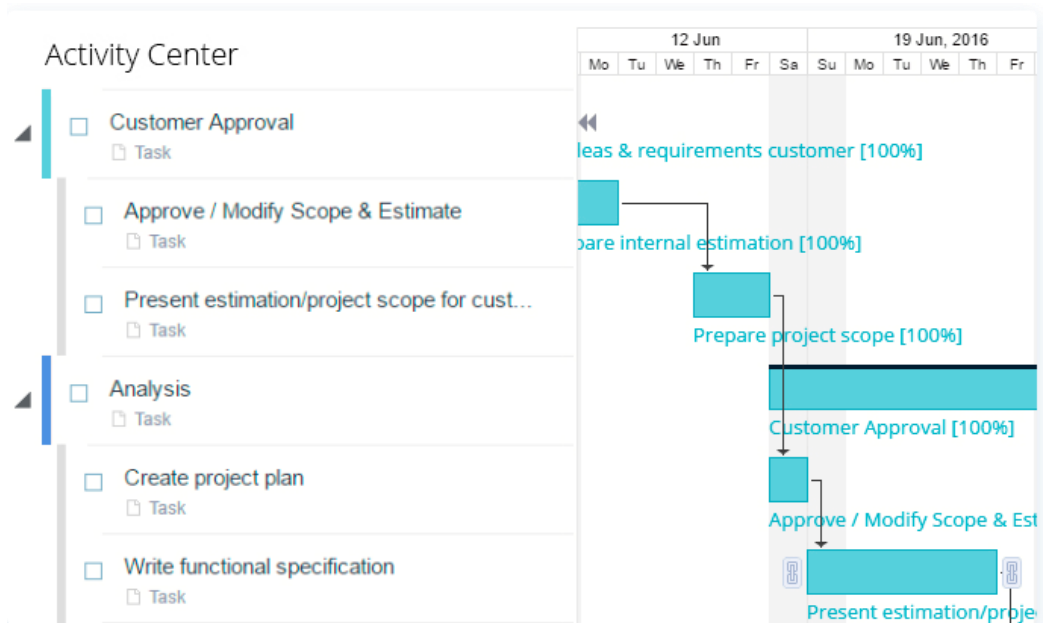 Activity Center
12 Jun
19 Jun, 2016
Mo Tu We Th Fr Sa Su Mo Tu We Th Fr
Customer Approval
Task
leas & requirements customer [100%]
Approve / Modify Scope & Estimate
Task
pare internal estimation [100%]
Present estimation/project scope for cust...
Task
Prepare project scope [100%]
Analysis
Task
Customer Approval [100%]
Create project plan
Task
Approve / Modify Scope & Est
Write functional specification
Task
Present estimation/proje